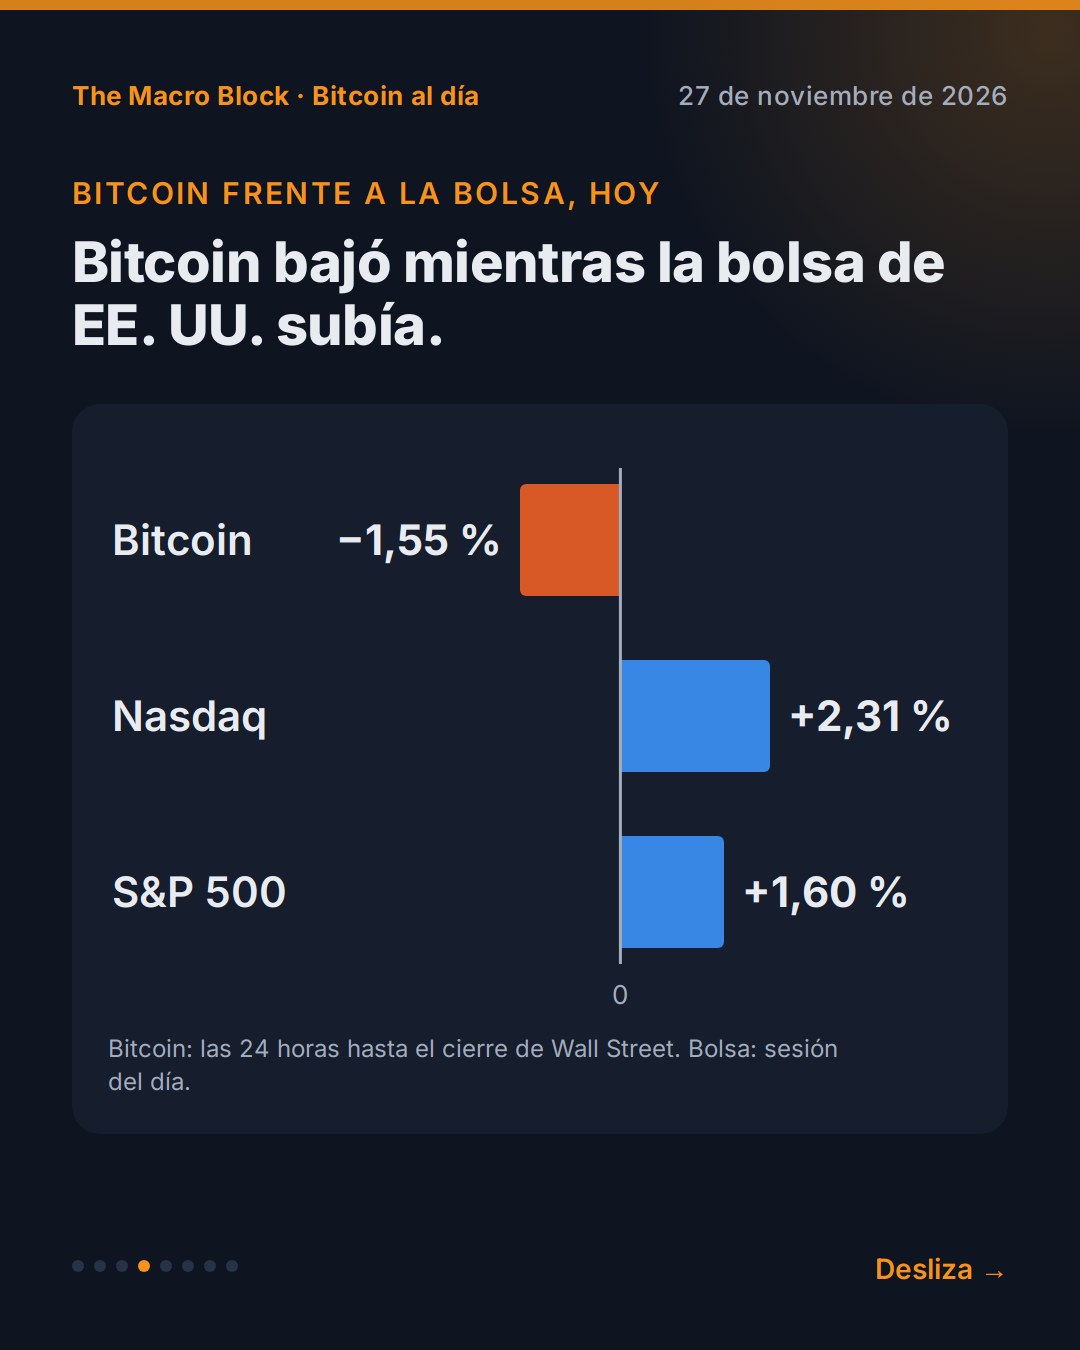 The Macro Block · Bitcoin al día
27 de noviembre de 2026
BITCOIN FRENTE A LA BOLSA, HOY
Bitcoin bajó mientras la bolsa de
EE. UU. subía.
Bitcoin −1,55 %
Nasdaq +2,31 %
S&P 500 +1,60 %
0
Bitcoin: las 24 horas hasta el cierre de Wall Street. Bolsa: sesión
del día.
Desliza →